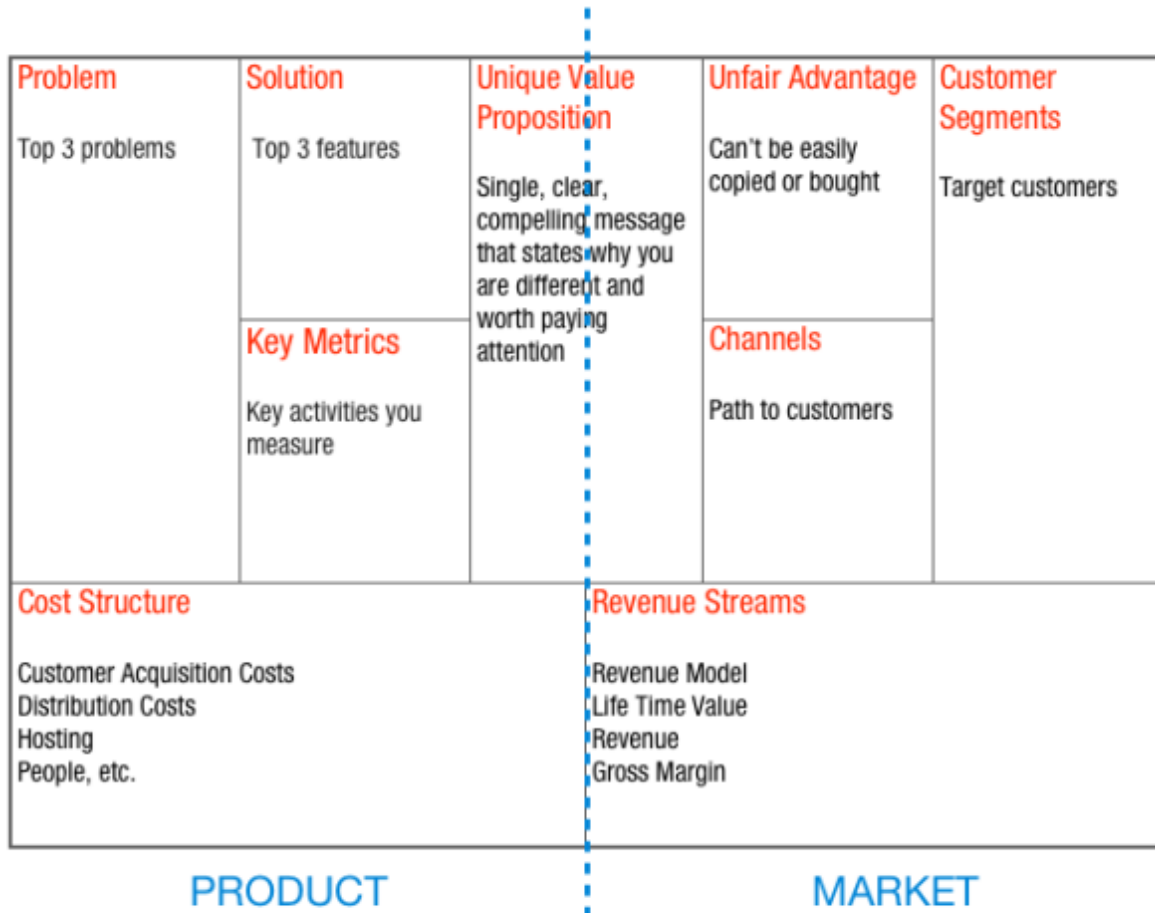 Problem
Top 3 problems
Solution
Top 3 features
Key Metrics
Key activities you
measure
Unique Value
Proposition
Single, clear,
compelling message
that states why you
are different and
worth paying
attention
Unfair Advantage
Can't be easily
copied or bought
Channels
Path to customers
Customer
Segments
Target customers
Cost Structure
Customer Acquisition Costs
Distribution Costs
Hosting
People, etc.
Revenue Streams
Revenue Model
Life Time Value
Revenue
Gross Margin
PRODUCT
MARKET